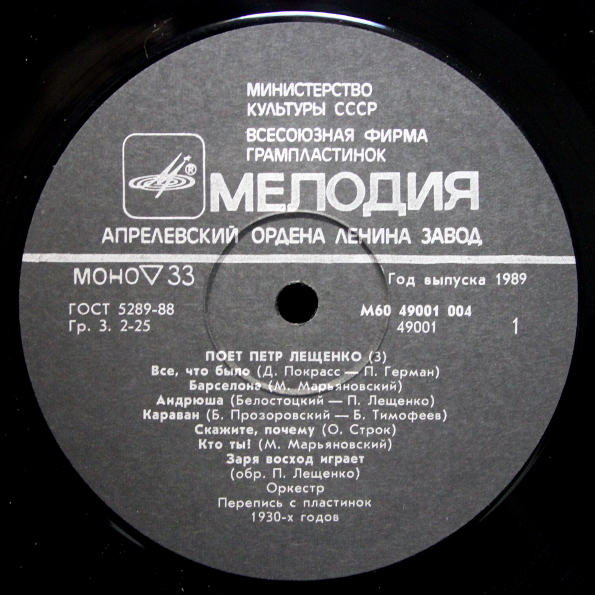 МИНИСТЕРСТВО
КУЛЬТУРЫ СССР
ВСЕСОЮЗНАЯ ФИРМА
ГРАМПЛАСТИНОК
®
МЕЛОДИЯ
АПРЕЛЕВСКИЙ ОРДЕНА ЛЕНИНА ЗАВОД
МОНО▽33
Год выпуска 1989
ГОСТ 5289-88
М60 49001 004
Гр. 3. 2-25
49001
1
ПОЕТ ПЕТР ЛЕЩЕНКО (3)
Все, что было (Д. Покрасс — П. Герман)
Барселона (М. Марьяновский)
Андрюша (Белостоцкий — П. Лещенко)
Караван (Б. Прозоровский — Б. Тимофеев)
Скажите, почему (О. Строк)
Кто ты! (М. Марьяновский)
Заря восход играет
(обр. П. Лещенко)
Оркестр
Перепись с пластинок
1930-х годов